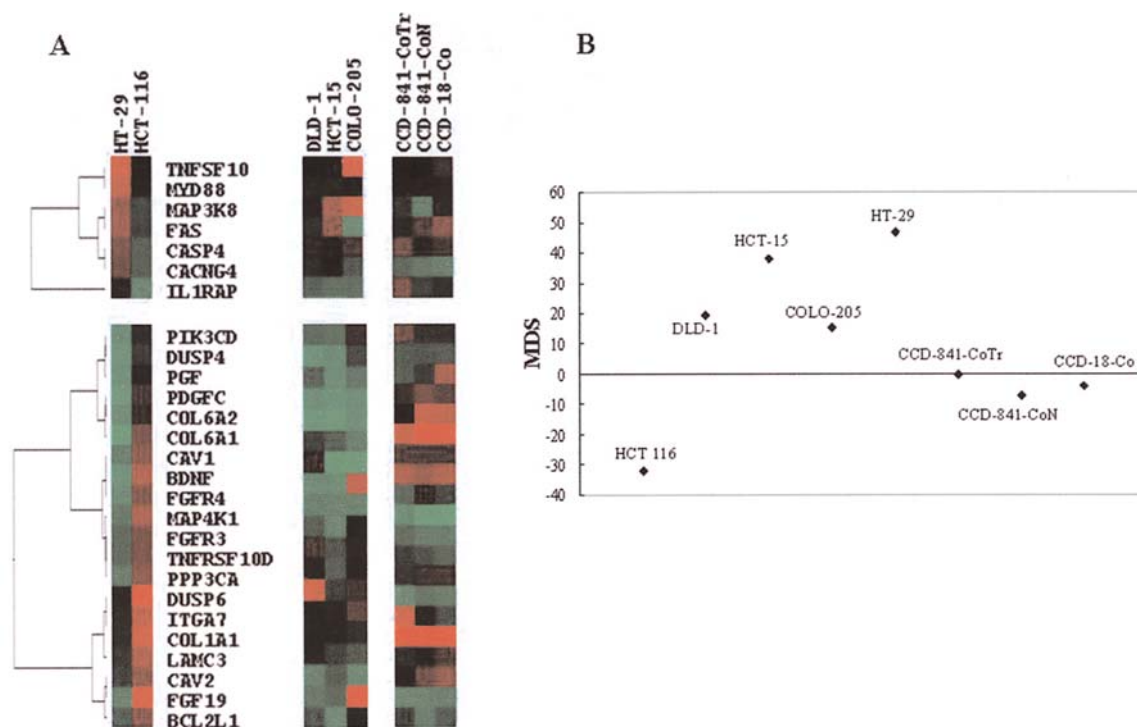 A
HT-29
HCT-116
DLD-1
HCT-15
COLO-205
CCD-841-CoTr
CCD-841-CoN
CCD-18-Co
TNFSF10
MYD88
MAP3K8
FAS
CASP4
CACNG4
IL1RAP
PIK3CD
DUSP4
PGF
PDGFC
COL6A2
COL6A1
CAV1
BDNF
FGFR4
MAP4K1
FGFR3
TNFRSF10D
PPP3CA
DUSP6
ITGA7
COL1A1
LAMC3
CAV2
FGF19
BCL2L1
B
MDS
60
50
40
30
20
10
0
-10
-20
-30
-40
HT-29
HCT-15
DLD-1
COLO-205
CCD-841-CoTr
CCD-18-Co
CCD-841-CoN
HCT 116